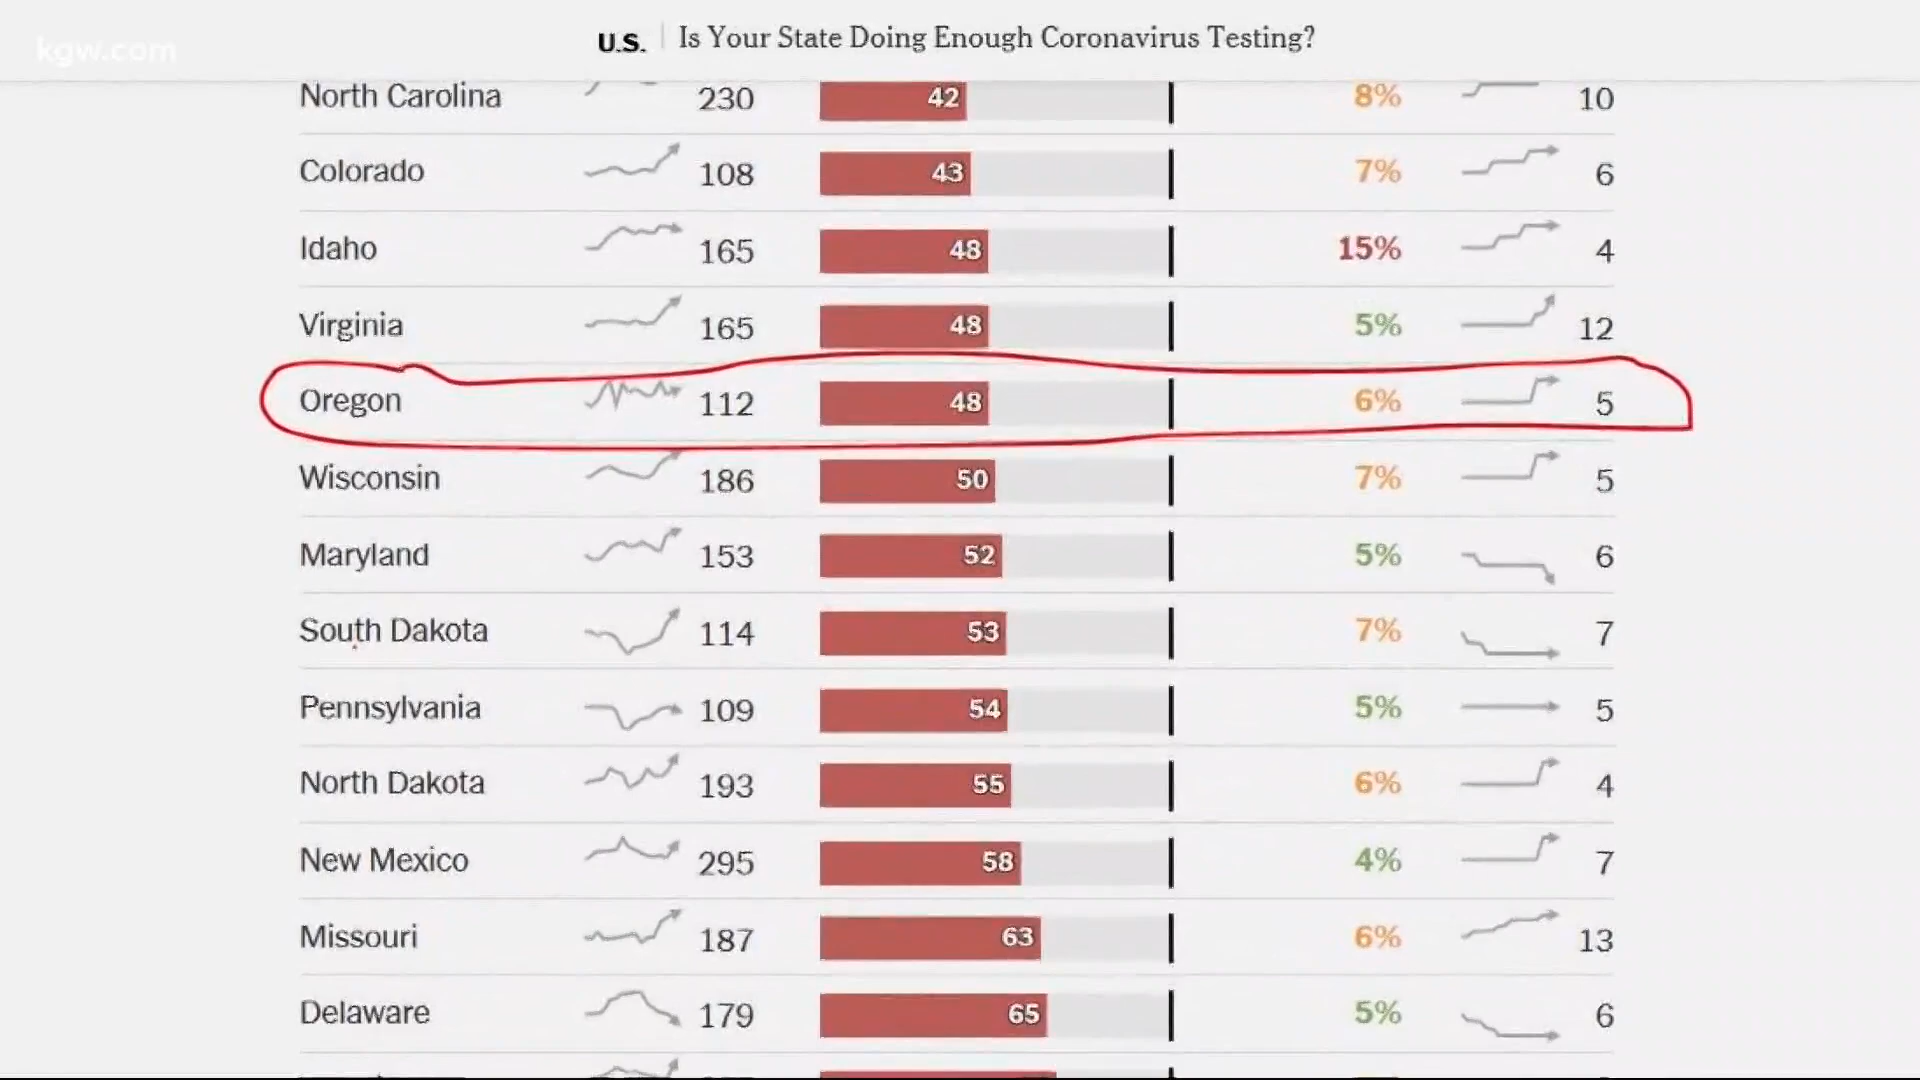 kgw.com
U.S. | Is Your State Doing Enough Coronavirus Testing?
North Carolina 230 42 8% 10
Colorado 108 43 7% 6
Idaho 165 48 15% 4
Virginia 165 48 5% 12
Oregon 112 48 6% 5
Wisconsin 186 50 7% 5
Maryland 153 52 5% 6
South Dakota 114 53 7% 7
Pennsylvania 109 54 5% 5
North Dakota 193 55 6% 4
New Mexico 295 58 4% 7
Missouri 187 63 6% 13
Delaware 179 65 5% 6